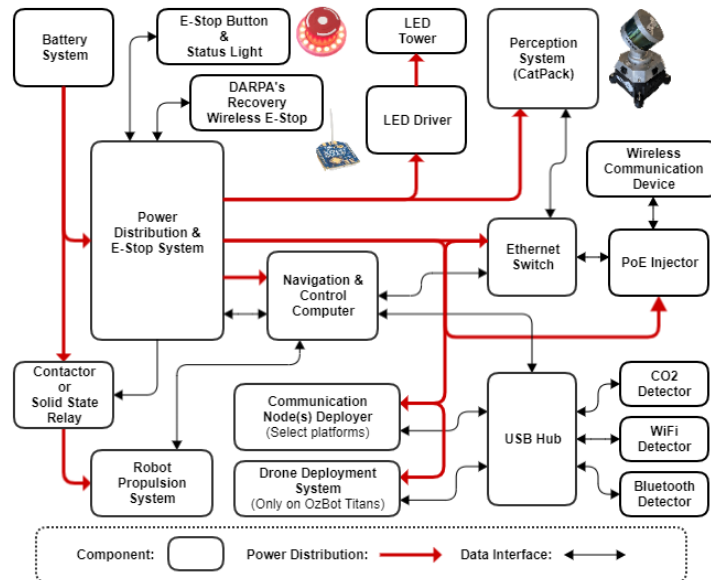 Battery
System
E-Stop Button
&
Status Light
LED
Tower
Perception
System
(CatPack)
DARPA's
Recovery
Wireless E-Stop
LED Driver
Wireless
Communication
Device
Power
Distribution &
E-Stop System
Ethernet
Switch
PoE Injector
Navigation &
Control
Computer
Contactor
or
Solid State
Relay
Communication
Node(s) Deployer
(Select platforms)
USB Hub
CO2
Detector
WiFi
Detector
Robot
Propulsion
System
Drone Deployment
System
(Only on OzBot Titans)
Bluetooth
Detector
Component:
Power Distribution:
Data Interface: